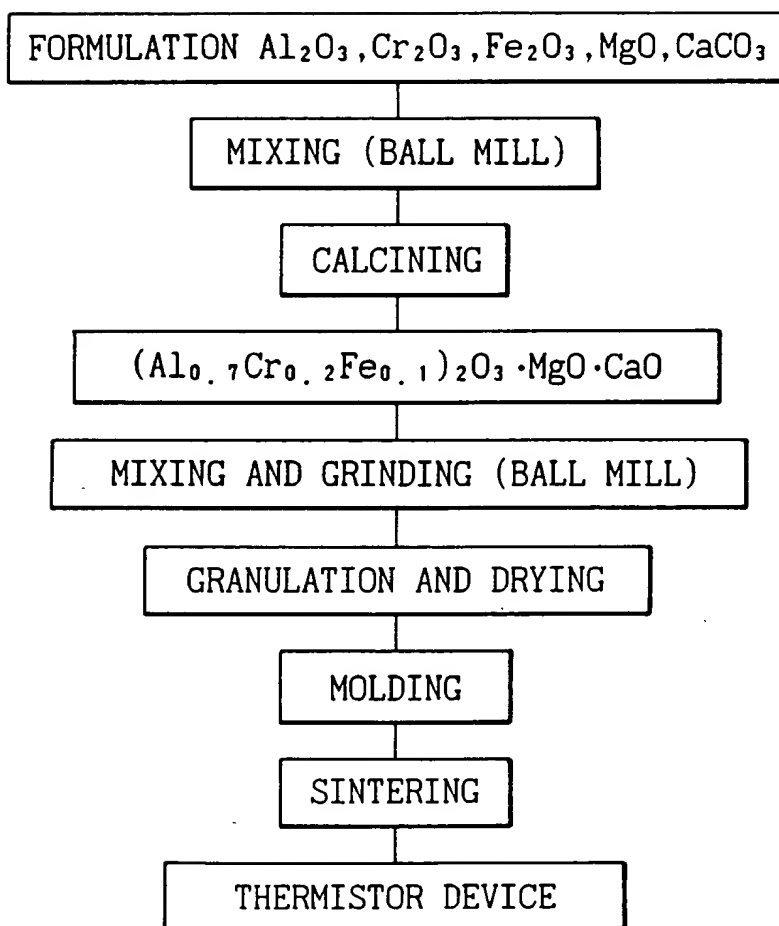 FORMULATION Al₂O₃,Cr₂O₃,Fe₂O₃,MgO,CaCO₃
MIXING (BALL MILL)
CALCINING
(Al₀.₇Cr₀.₂Fe₀.₁)₂O₃·MgO·CaO
MIXING AND GRINDING (BALL MILL)
GRANULATION AND DRYING
MOLDING
SINTERING
THERMISTOR DEVICE